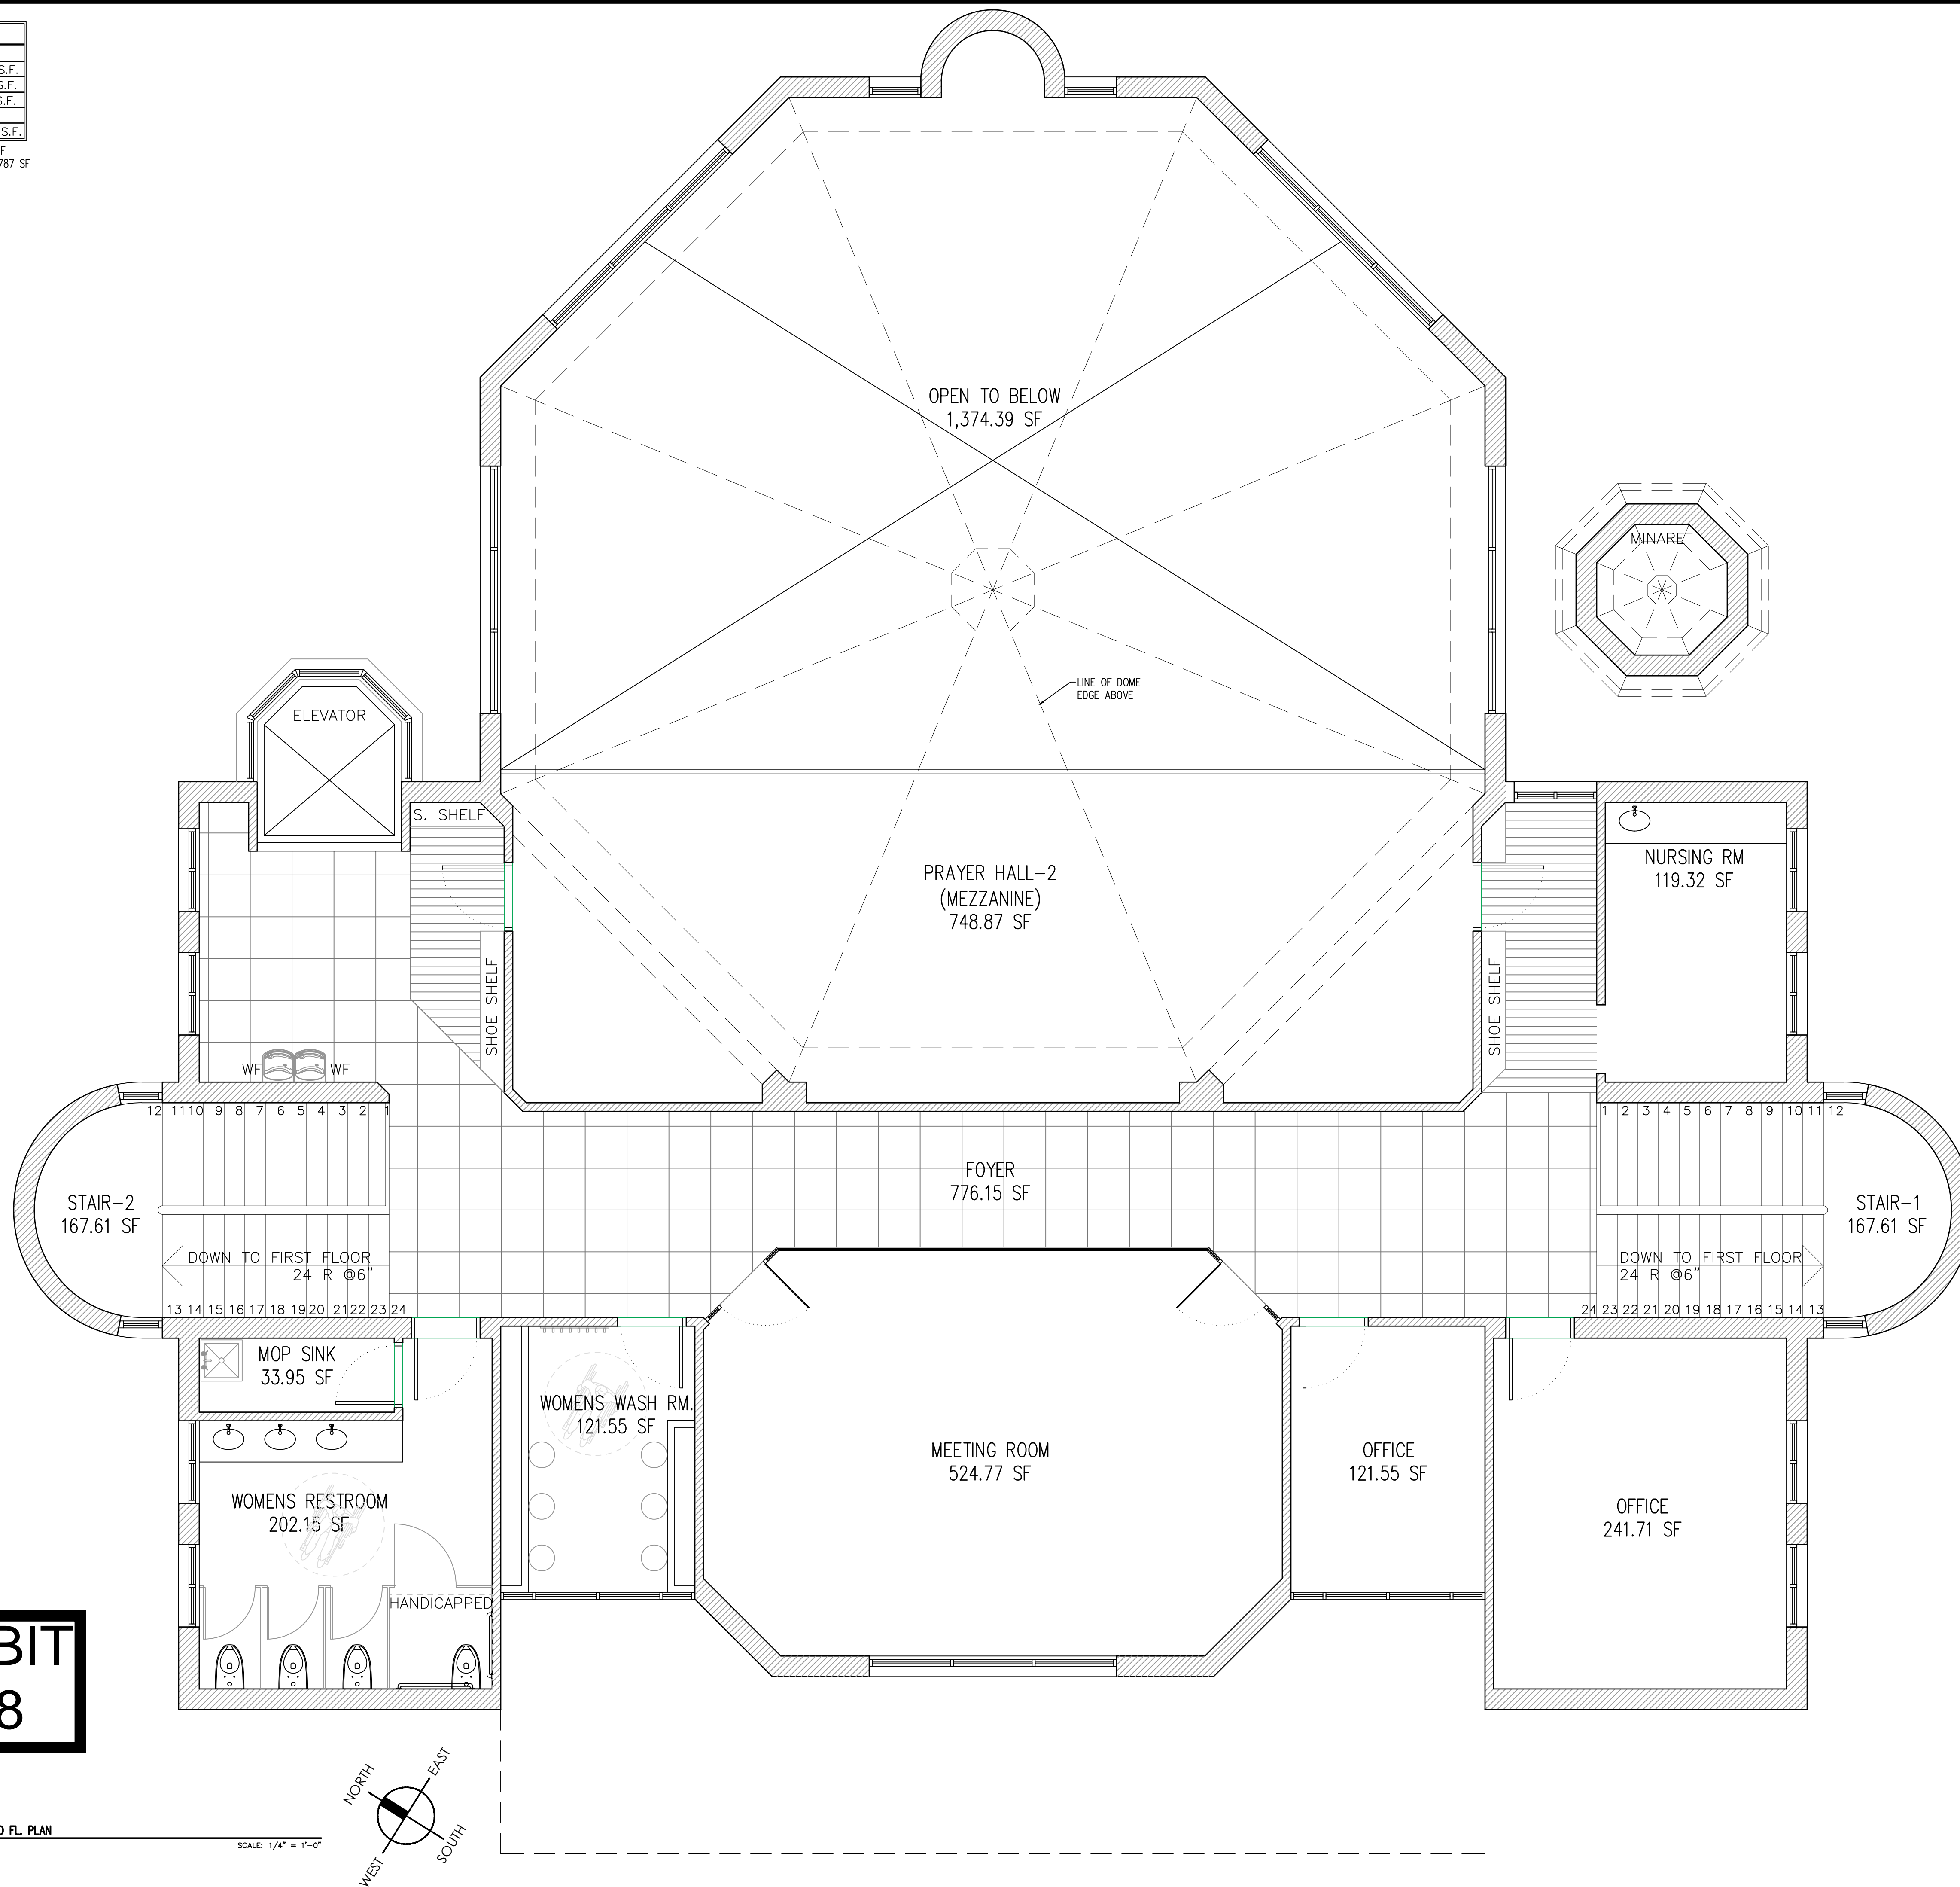 S.F.
S.F.
S.F.
S.F.
F
787 SF
OPEN TO BELOW
1,374.39 SF
MINARET
LINE OF DOME
EDGE ABOVE
ELEVATOR
S. SHELF
PRAYER HALL-2
(MEZZANINE)
748.87 SF
NURSING RM
119.32 SF
SHOE SHELF
SHOE SHELF
WF
WF
12 11 10 9 8 7 6 5 4 3 2 1
1 2 3 4 5 6 7 8 9 10 11 12
FOYER
776.15 SF
STAIR-2
167.61 SF
STAIR-1
167.61 SF
DOWN TO FIRST FLOOR
24 R @6"
DOWN TO FIRST FLOOR
24 R @6"
13 14 15 16 17 18 19 20 21 22 23 24
24 23 22 21 20 19 18 17 16 15 14 13
MOP SINK
33.95 SF
WOMENS WASH RM.
121.55 SF
MEETING ROOM
524.77 SF
OFFICE
121.55 SF
WOMENS RESTROOM
202.15 SF
OFFICE
241.71 SF
HANDICAPPED
BIT
8
NORTH
EAST
SOUTH
WEST
D FL. PLAN
SCALE: 1/4" = 1'-0"